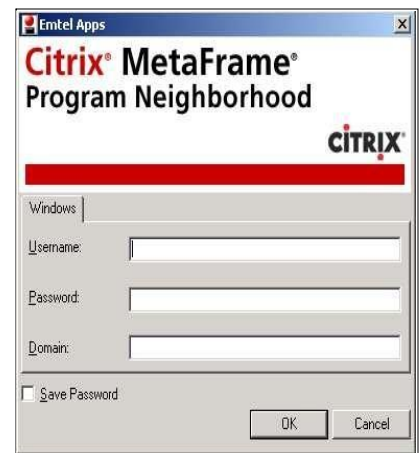 Emtel Apps
Citrix® MetaFrame®
Program Neighborhood
CITRIX®
Windows
Username:
Password:
Domain:
Save Password
OK Cancel